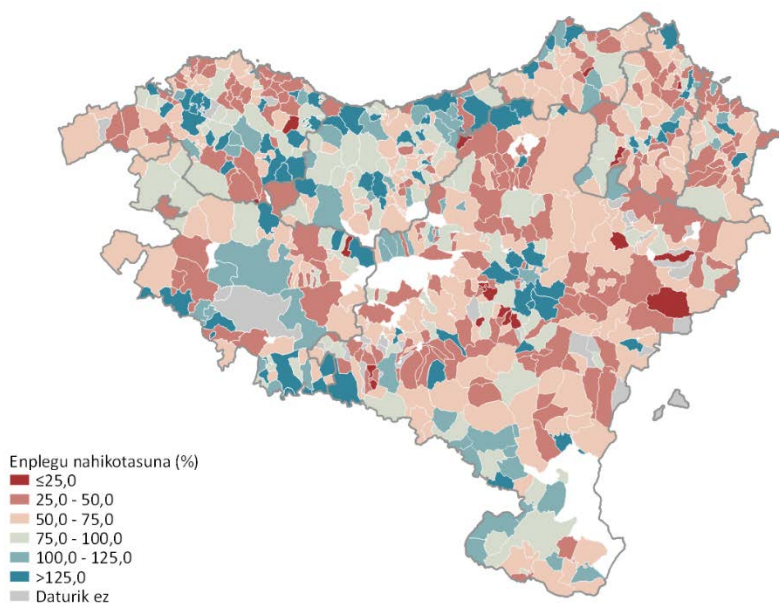 Enplegu nahikotasuna (%)
≤25,0
25,0 - 50,0
50,0 - 75,0
75,0 - 100,0
100,0 - 125,0
>125,0
Daturik ez